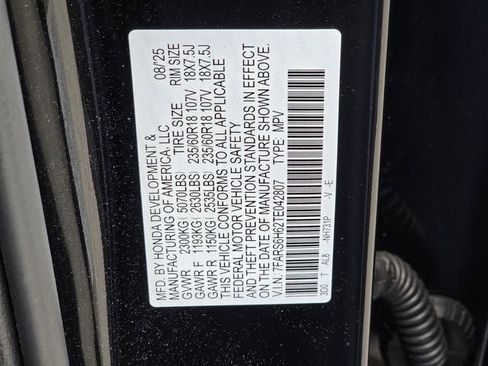 MFD. BY HONDA DEVELOPMENT & 08/25
MANUFACTURING OF AMERICA, LLC.
TIRE SIZE RIM SIZE
GVWR 2300KG( 5070LBS)
GAWR F 1193KG( 2630LBS) 235/60R18 107V 18X7.5J
GAWR R 1150KG( 2535LBS) 235/60R18 107V 18X7.5J
THIS VEHICLE CONFORMS TO ALL APPLICABLE
FEDERAL MOTOR VEHICLE SAFETY
AND THEFT PREVENTION STANDARDS IN EFFECT
ON THE DATE OF MANUFACTURE SHOWN ABOVE.
V.I.N.: 7FARS6H62TE042807 TYPE: MPV
3D0 T AL8 -NH731P -V -E